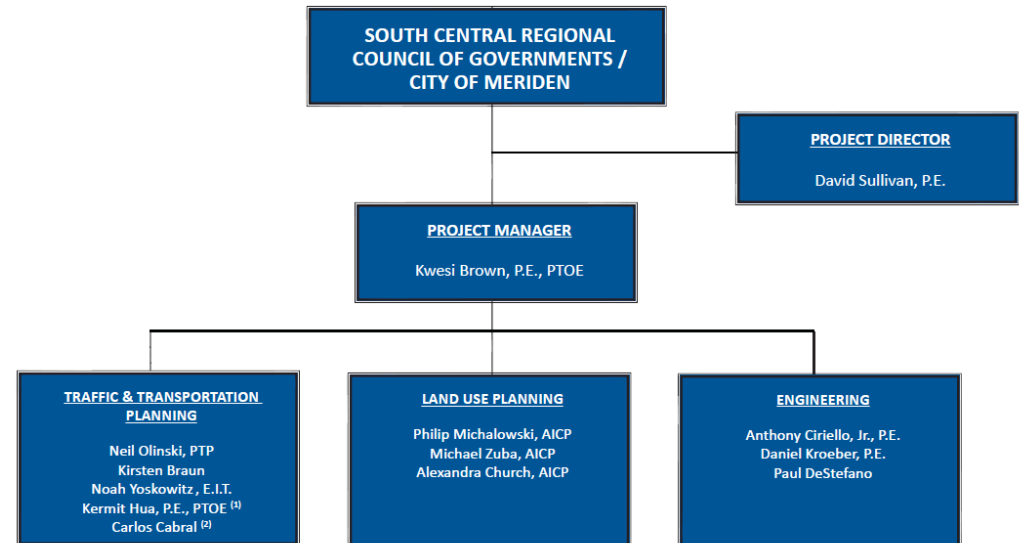 SOUTH CENTRAL REGIONAL
COUNCIL OF GOVERNMENTS /
CITY OF MERIDEN
PROJECT DIRECTOR
David Sullivan, P.E.
PROJECT MANAGER
Kwesi Brown, P.E., PTOE
TRAFFIC & TRANSPORTATION
PLANNING
Neil Olinski, PTP
Kirsten Braun
Noah Yoskowitz, E.I.T.
Kermit Hua, P.E., PTOE (1)
Carlos Cabral (2)
LAND USE PLANNING
Philip Michalowski, AICP
Michael Zuba, AICP
Alexandra Church, AICP
ENGINEERING
Anthony Ciriello, Jr., P.E.
Daniel Kroeber, P.E.
Paul DeStefano